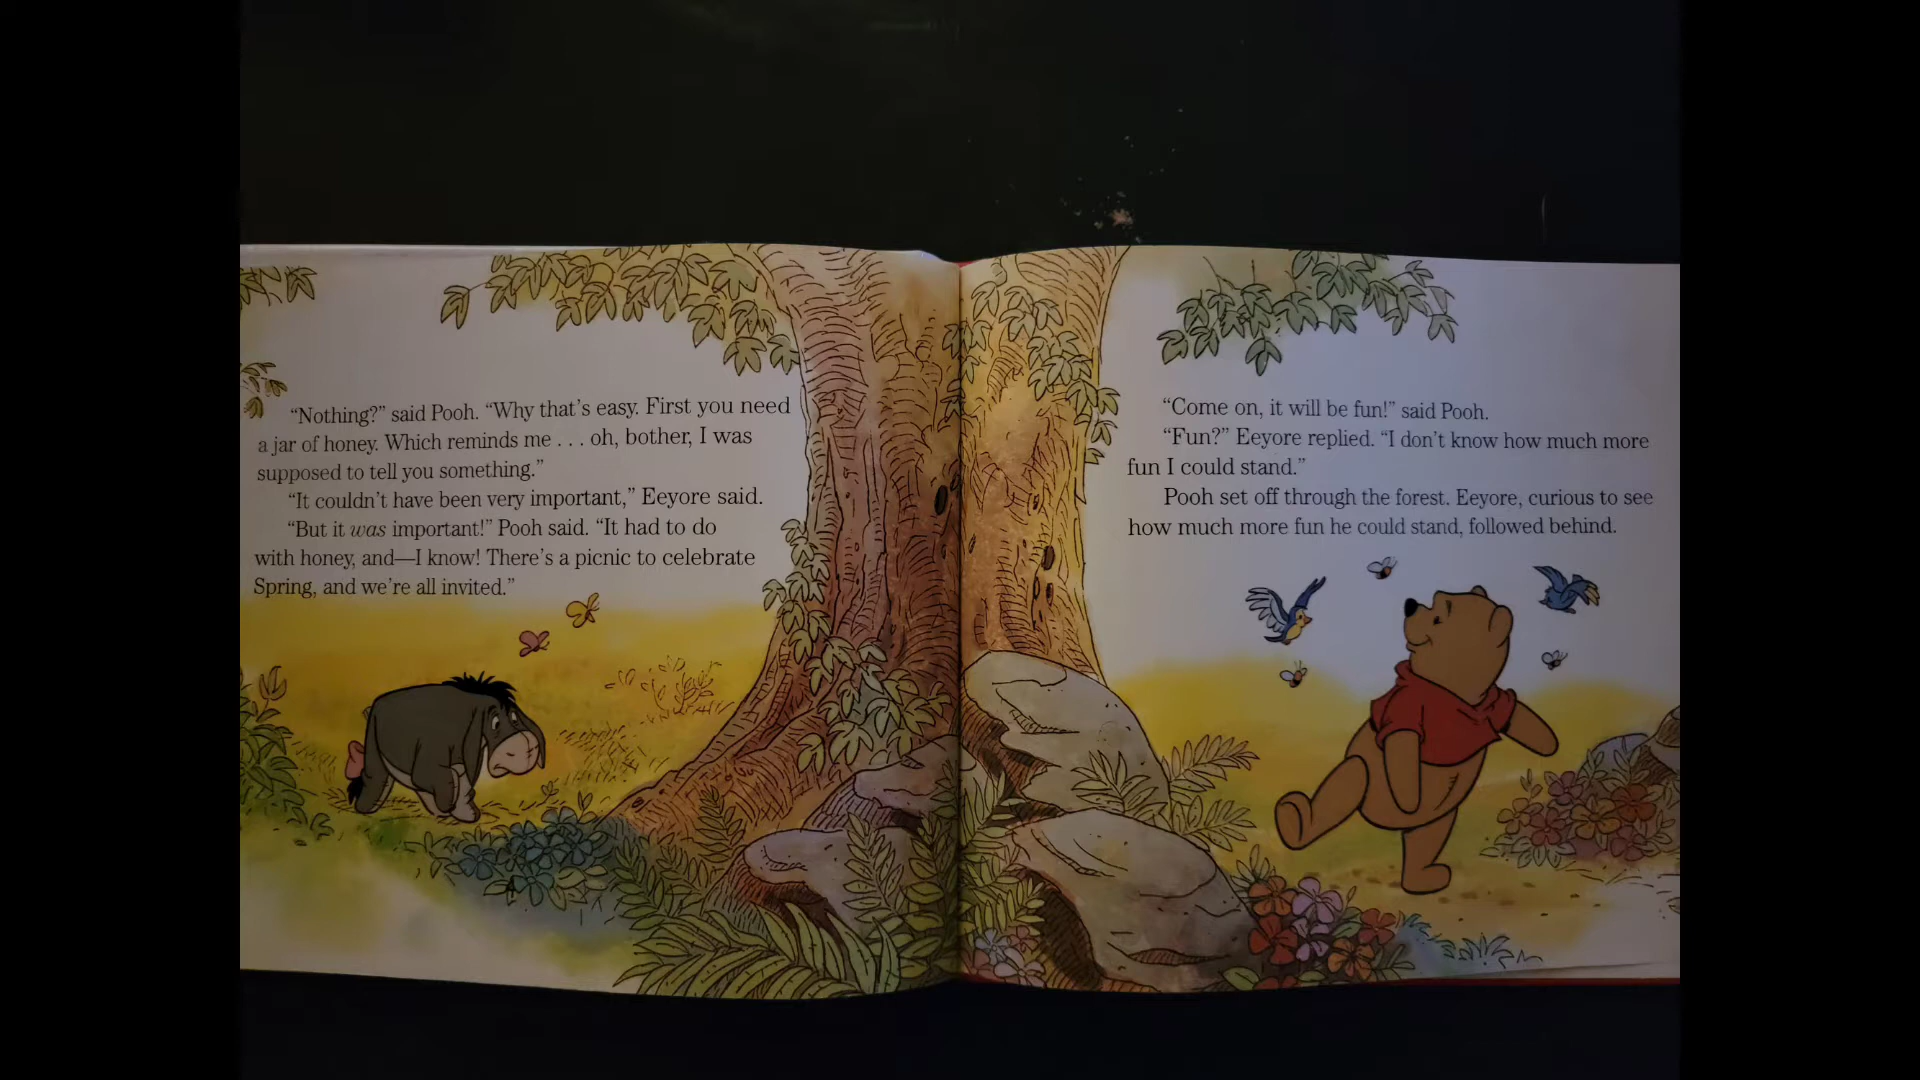 “Nothing?” said Pooh. “Why that’s easy. First you need
a jar of honey. Which reminds me . . . oh, bother, I was
supposed to tell you something.”
“It couldn’t have been very important,” Eeyore said.
“But it was important!” Pooh said. “It had to do
with honey, and—I know! There’s a picnic to celebrate
Spring, and we’re all invited.”
“Come on, it will be fun!” said Pooh.
“Fun?” Eeyore replied. “I don’t know how much more
fun I could stand.”
Pooh set off through the forest. Eeyore, curious to see
how much more fun he could stand, followed behind.